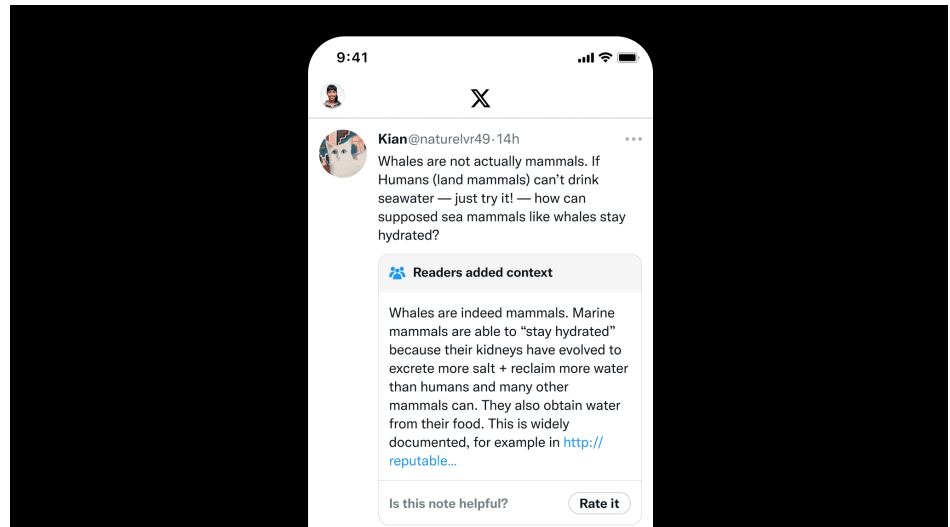 9:41
Kian@naturelvr49·14h
Whales are not actually mammals. If
Humans (land mammals) can’t drink
seawater — just try it! — how can
supposed sea mammals like whales stay
hydrated?
Readers added context
Whales are indeed mammals. Marine
mammals are able to “stay hydrated”
because their kidneys have evolved to
excrete more salt + reclaim more water
than humans and many other
mammals can. They also obtain water
from their food. This is widely
documented, for example in http://
reputable...
Is this note helpful? Rate it